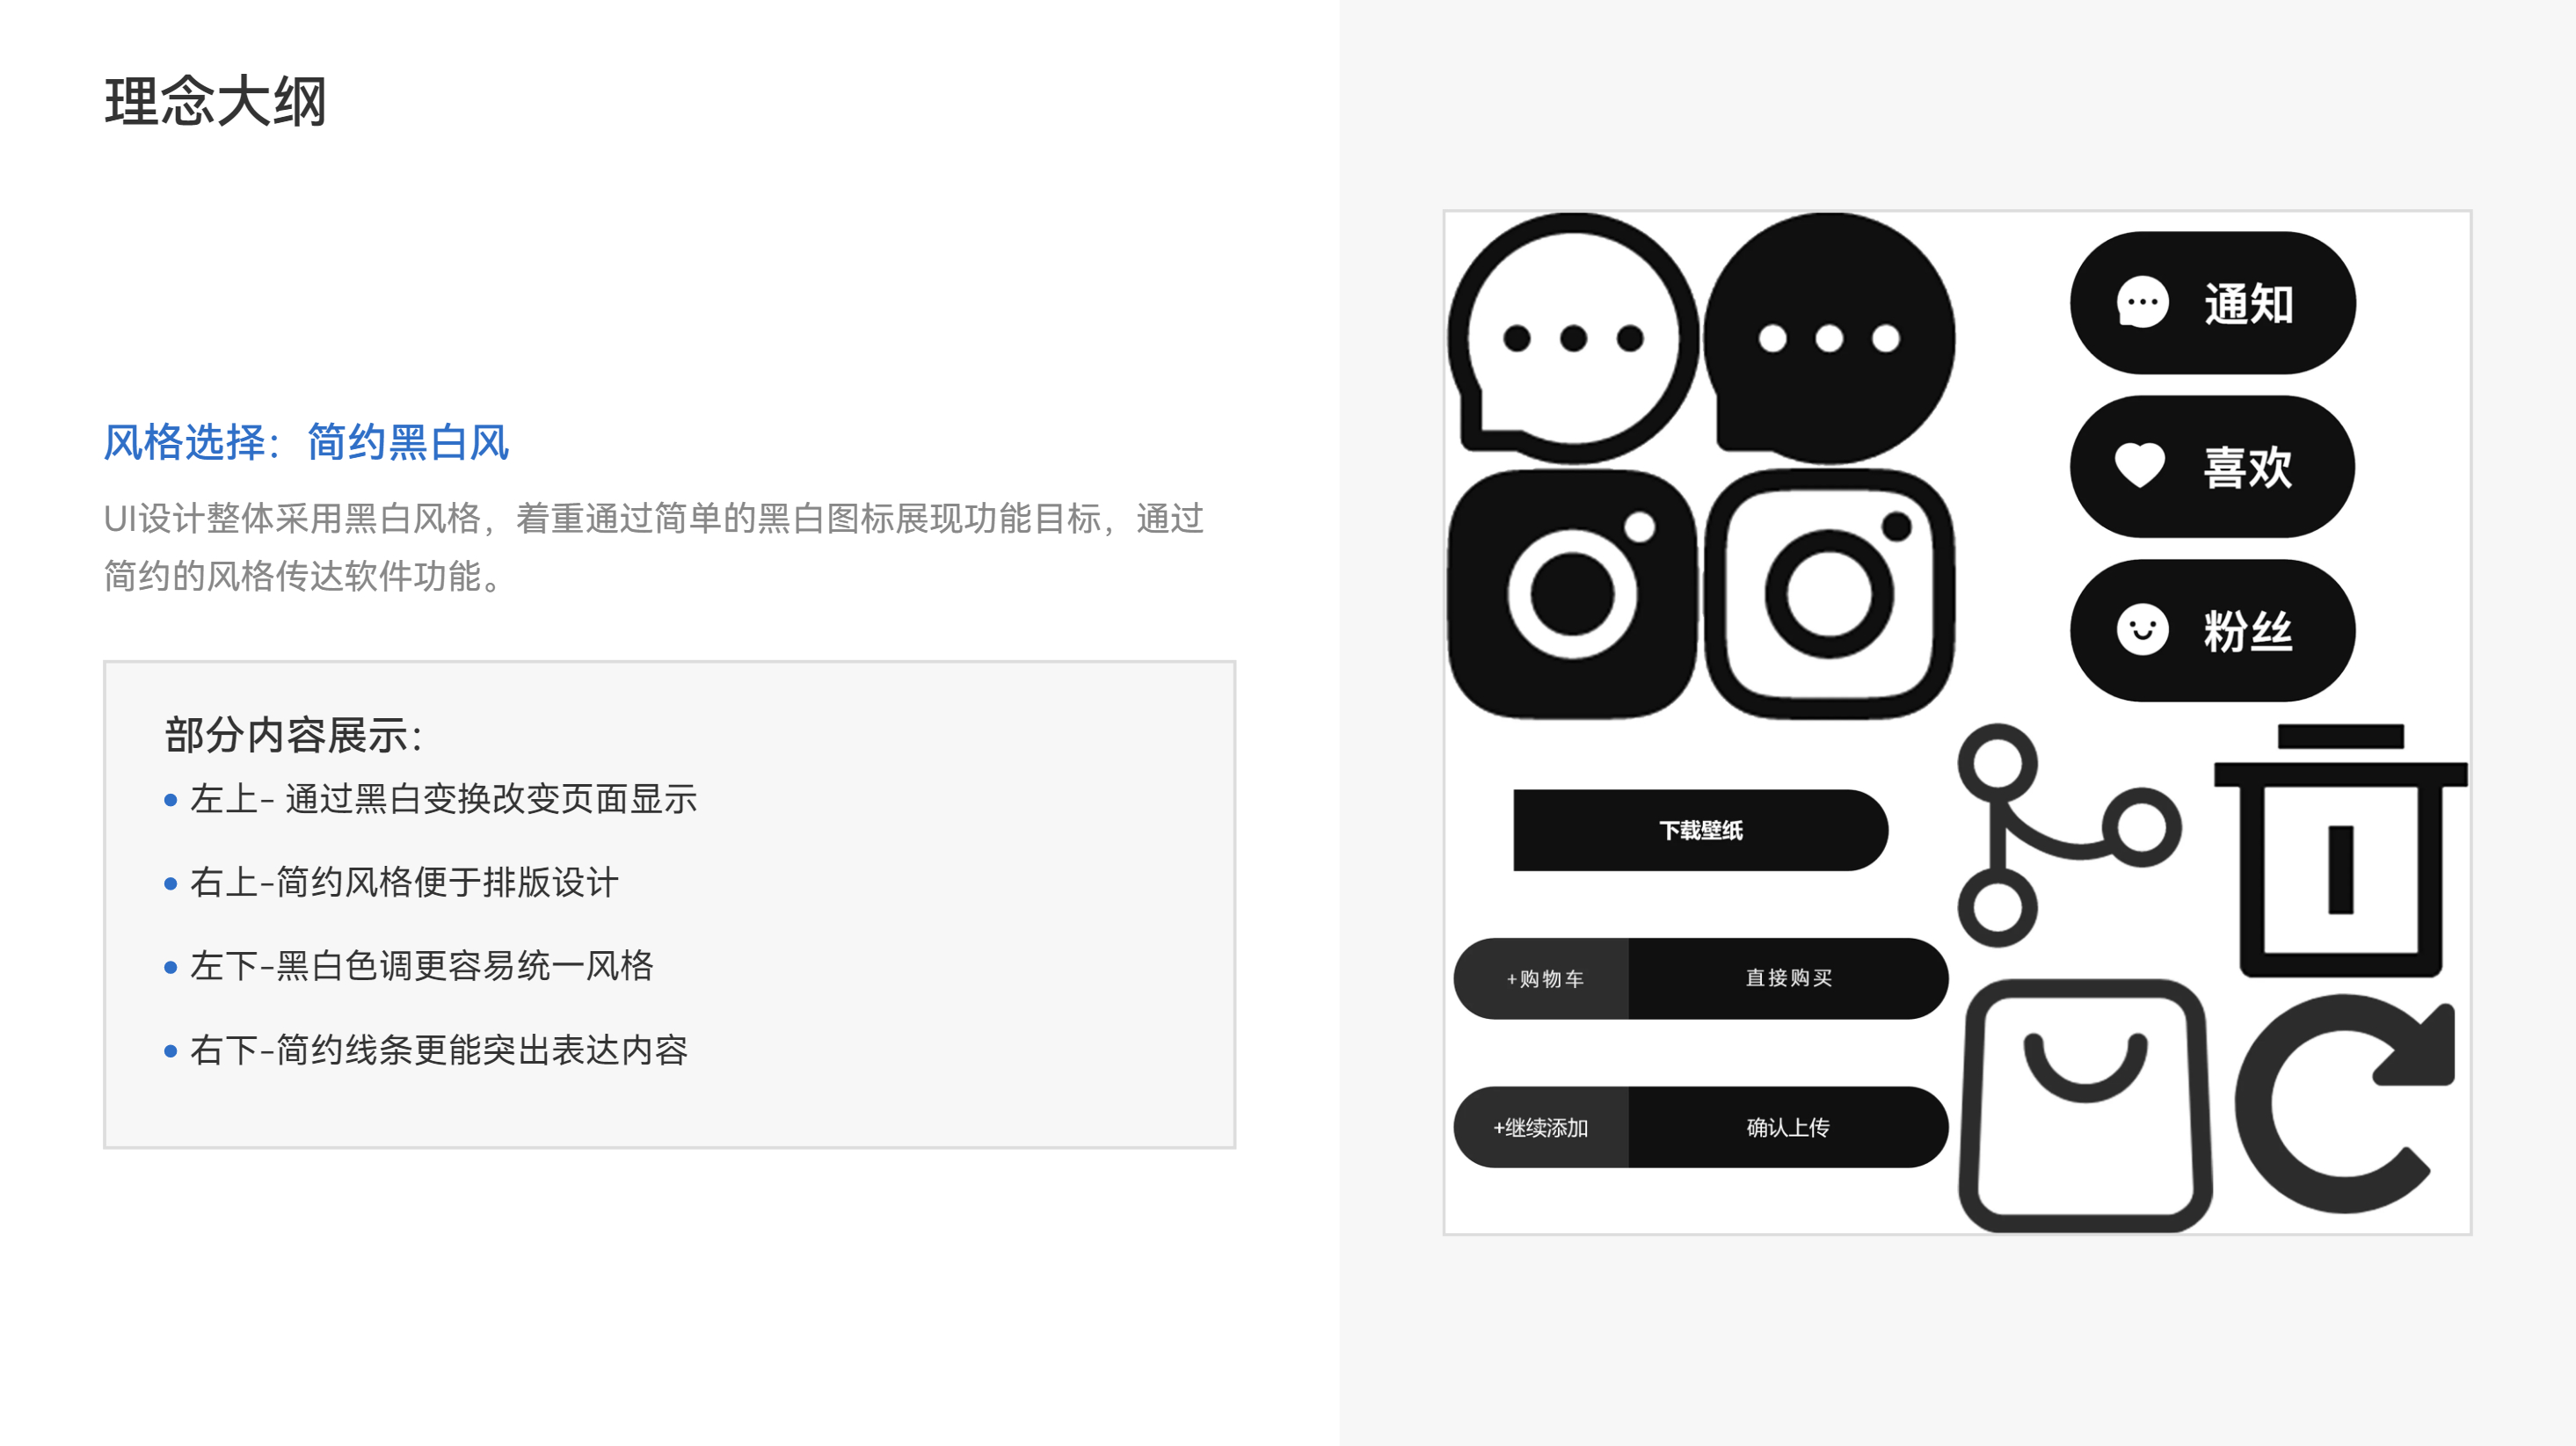 理念大纲
风格选择：简约黑白风
UI设计整体采用黑白风格，着重通过简单的黑白图标展现功能目标，通过
简约的风格传达软件功能。
部分内容展示：
左上- 通过黑白变换改变页面显示
右上-简约风格便于排版设计
左下-黑白色调更容易统一风格
右下-简约线条更能突出表达内容
通知
喜欢
粉丝
下载壁纸
+购物车 直接购买
+继续添加 确认上传